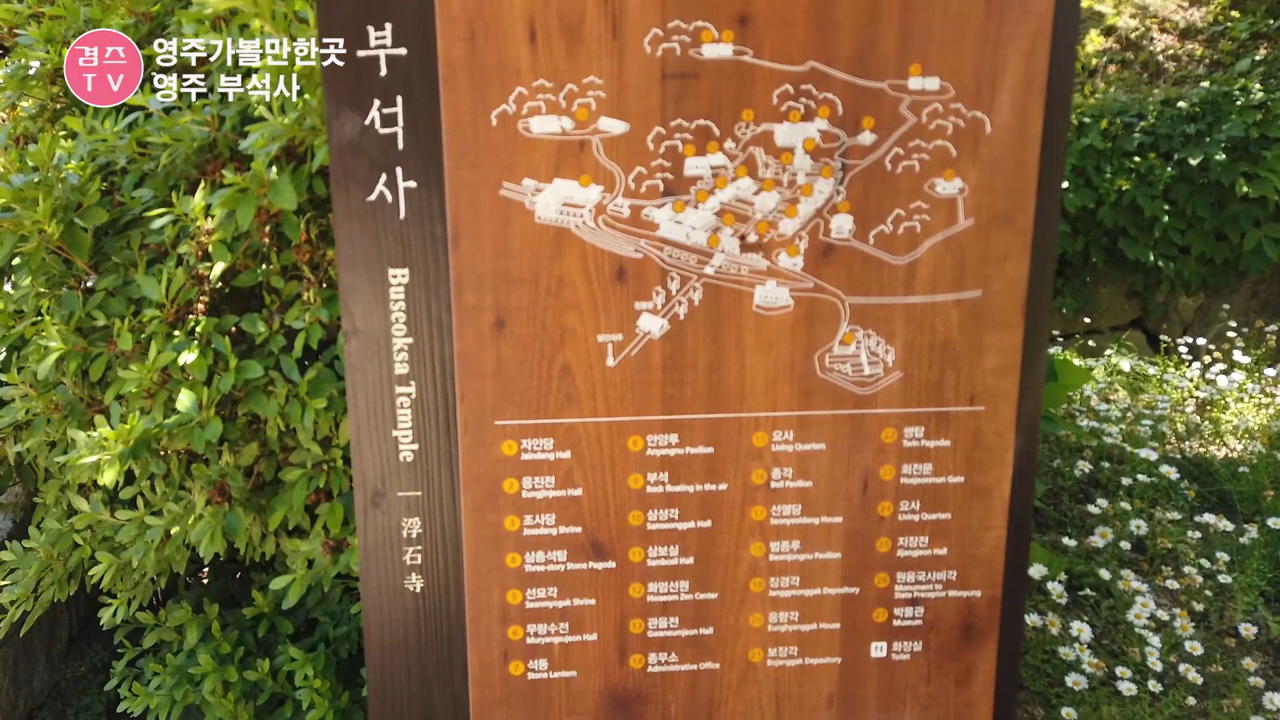 겸즈
TV
영주가볼만한곳
영주 부석사
부석사
Buseoksa Temple
浮石寺
1 자인당
Jaindang Hall
2 응진전
Eungjinjeon Hall
3 조사당
Josadang Shrine
4 삼층석탑
Three-story Stone Pagoda
5 선묘각
Seonmyogak Shrine
6 무량수전
Muryangsujeon Hall
7 석등
Stone Lantern
8 안양루
Anyangnu Pavilion
9 부석
Rock floating in the air
10 삼성각
Samseonggak Hall
11 삼보실
Sambosil Hall
12 화엄선원
Hwaeom Zen Center
13 관음전
Gwaneumjeon Hall
14 종무소
Administrative Office
15 요사
Living Quarters
16 종각
Bell Pavilion
17 선열당
Seonyeoldang House
18 범종루
Beomjongnu Pavilion
19 장경각
Janggyeonggak Depository
20 응향각
Eunghyanggak House
21 보장각
Bojanggak Depository
22 쌍탑
Twin Pagodas
23 회전문
Hoejeonmun Gate
24 요사
Living Quarters
25 지장전
Jijangjeon Hall
26 원융국사비각
Monument to
State Preceptor Wonyung
27 박물관
Museum
화장실
Toilet